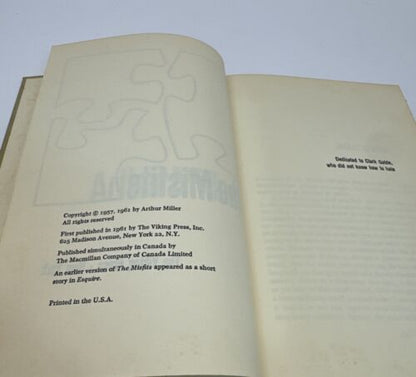 Copyright © 1957, 1961 by Arthur Miller
All rights reserved
First published in 1961 by The Viking Press, Inc.
625 Madison Avenue, New York 22, N.Y.
Published simultaneously in Canada by
The Macmillan Company of Canada Limited
An earlier version of The Misfits appeared as a short
story in Esquire.
Printed in the U.S.A.
Dedicated to Clark Gable,
who did not know how to hate